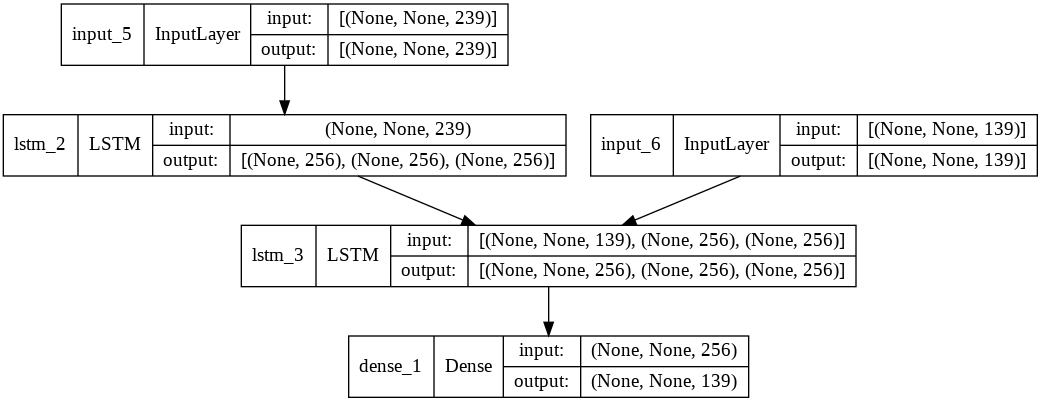 input_5 InputLayer input: [(None, None, 239)]
output: [(None, None, 239)]
lstm_2 LSTM input: (None, None, 239)
output: [(None, 256), (None, 256), (None, 256)]
input_6 InputLayer input: [(None, None, 139)]
output: [(None, None, 139)]
lstm_3 LSTM input: [(None, None, 139), (None, 256), (None, 256)]
output: [(None, None, 256), (None, 256), (None, 256)]
dense_1 Dense input: (None, None, 256)
output: (None, None, 139)